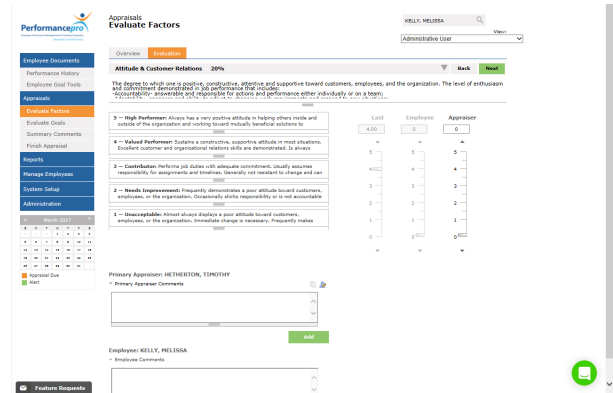 Performancepro
Appraisals
Evaluate Factors
KELLY, MELISSA
View:
Administrative User
Overview
Evaluation
Employee Documents
Performance History
Employee Goal Tools
Appraisals
Evaluate Factors
Evaluate Goals
Summary Comments
Finish Appraisal
Reports
Manage Employees
System Setup
Administration
March 2017
Appraisal Due
Alert
Feature Requests
Attitude & Customer Relations 20%
Back
Next
The degree to which one is positive, constructive, attentive and supportive toward customers, employees, and the organization. The level of enthusiasm
and commitment demonstrated in job performance that includes:
-Accountability- answerable and responsible for actions and performance either individually or on a team;
5 — High Performer: Always has a very positive attitude in helping others inside and
outside of the organization and working toward mutually beneficial solutions to
4 — Valued Performer: Sustains a constructive, supportive attitude in most situations.
Excellent customer and organizational relations skills are demonstrated. Is always
3 — Contributor: Performs job duties with adequate commitment. Usually assumes
responsibility for assignments and timelines. Generally not resistant to change and can
2 — Needs Improvement: Frequently demonstrates a poor attitude toward customers,
employees, or the organization. Occasionally shirks responsibility or is not accountable
1 — Unacceptable: Almost always displays a poor attitude toward customers,
employees, or the organization. Immediate change is necessary. Frequently makes
Last Employee Appraiser
4.00 0 0
5 5 5
4 4 4
3 3 3
2 2 2
1 1 1
0 0 0
Primary Appraiser: HETHERTON, TIMOTHY
Primary Appraiser Comments
Add
Employee: KELLY, MELISSA
Employee Comments